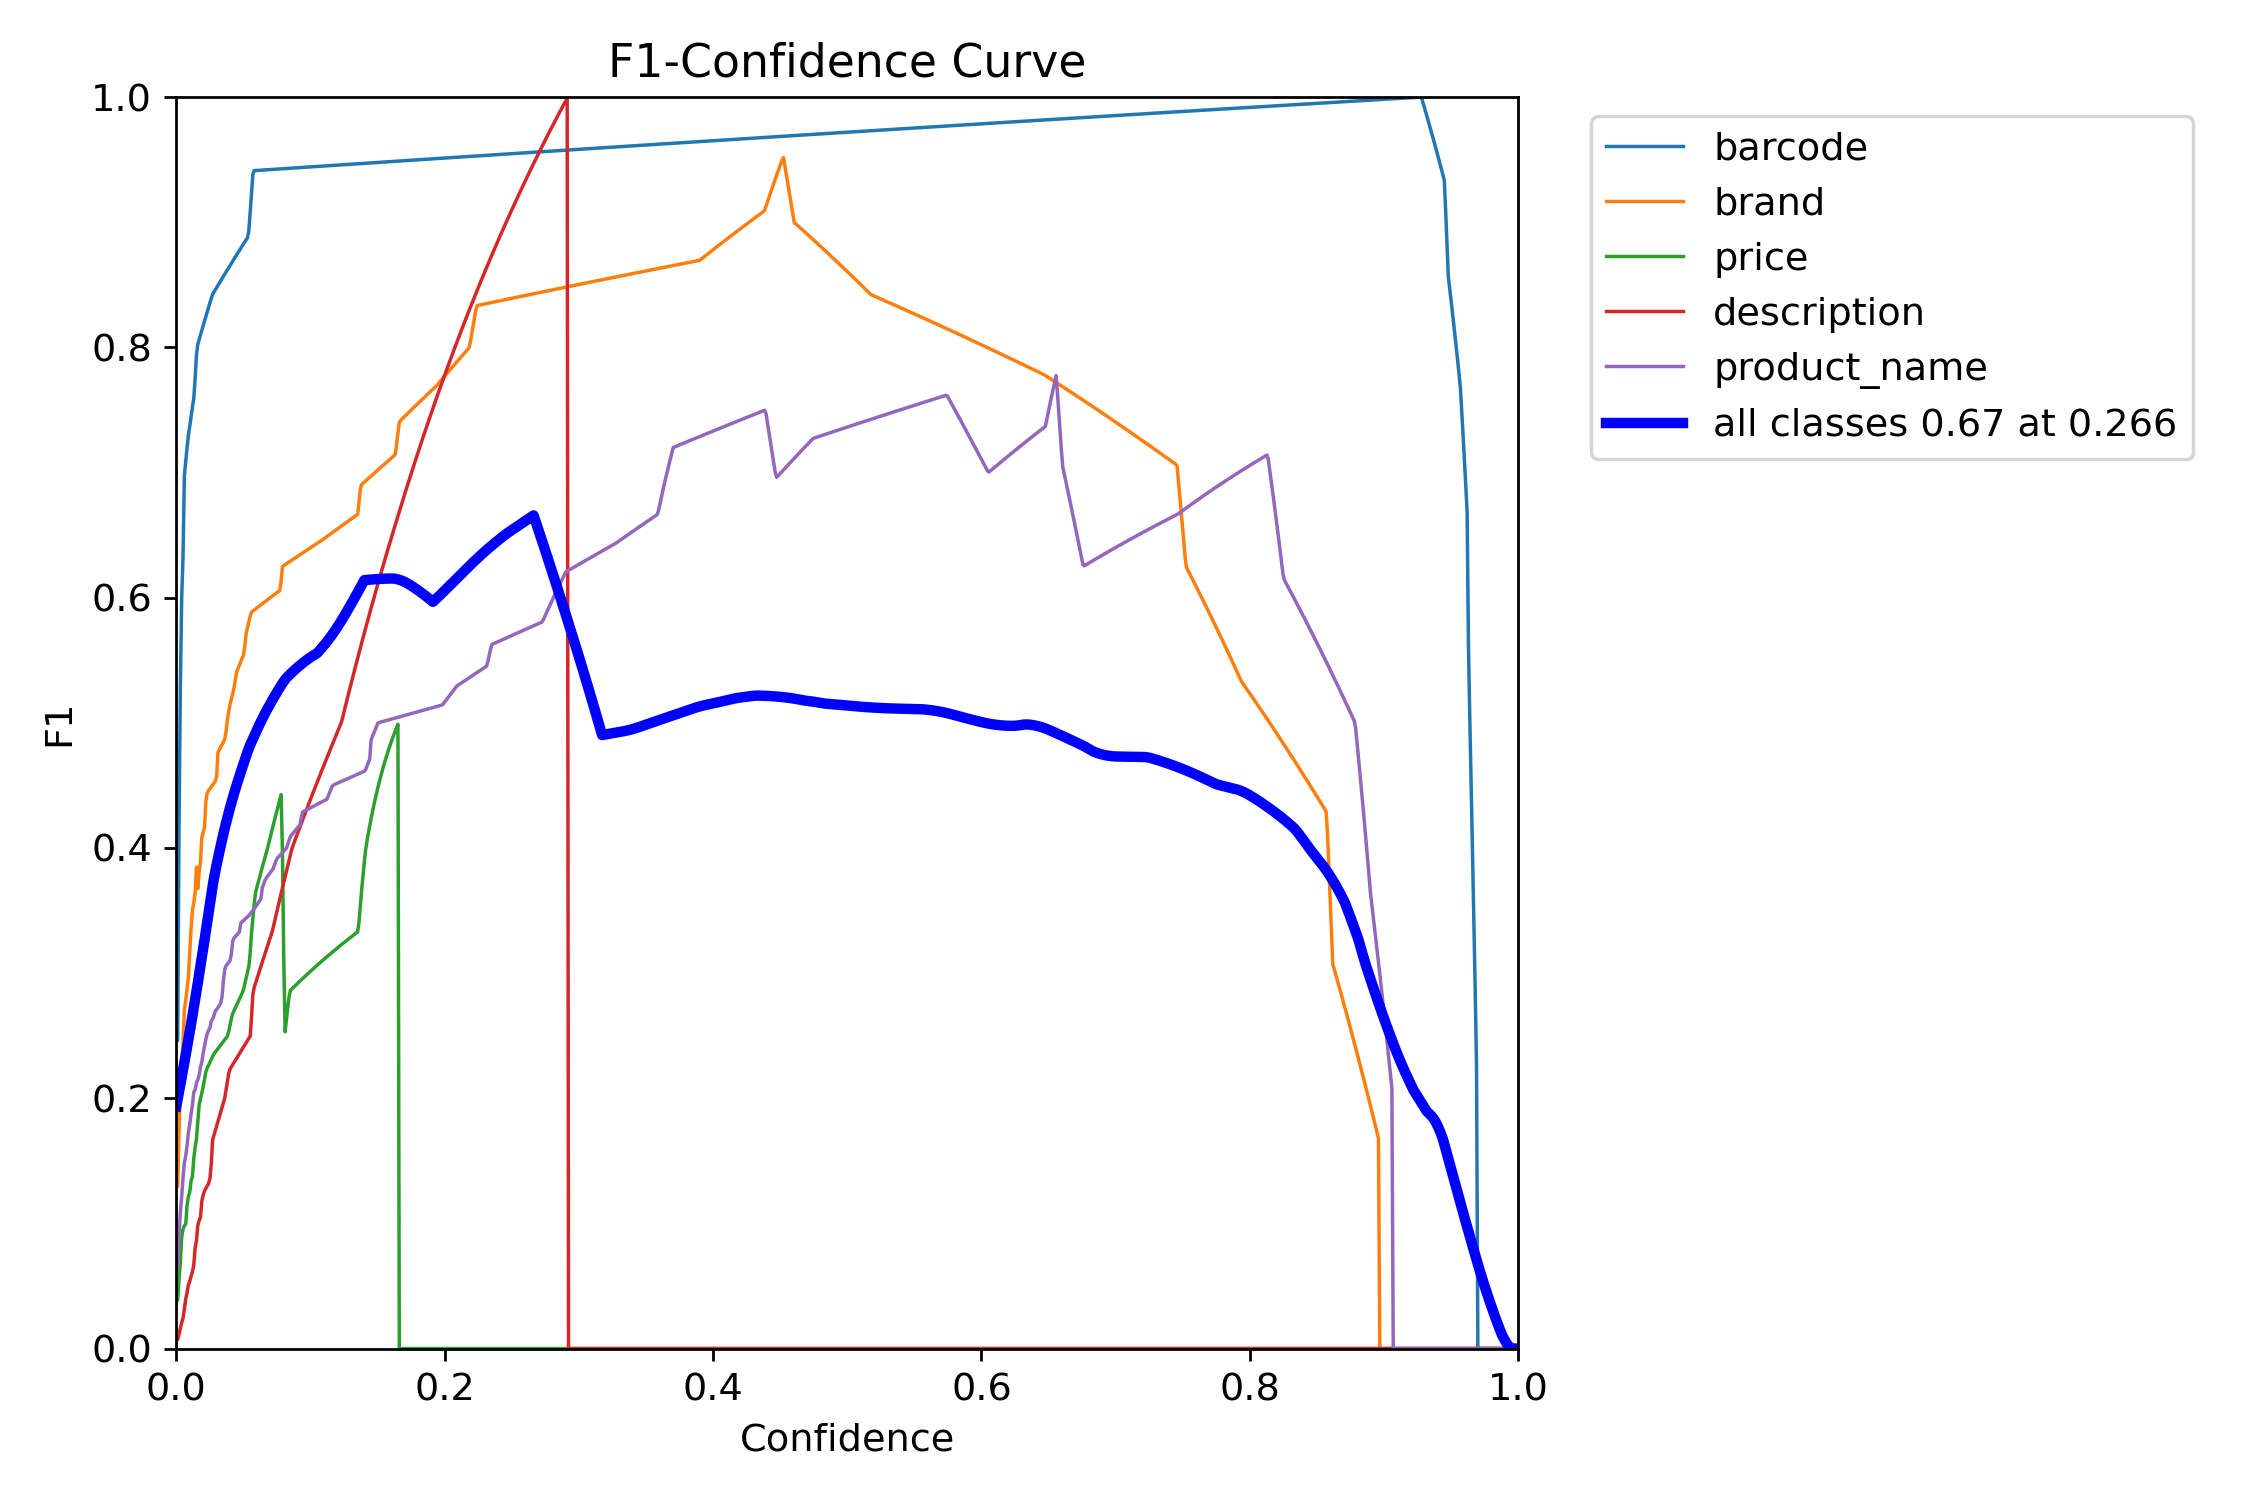 F1-Confidence Curve
1.0
0.8
0.6
0.4
0.2
0.0
F1
0.0 0.2 0.4 0.6 0.8 1.0
Confidence
barcode
brand
price
description
product_name
all classes 0.67 at 0.266